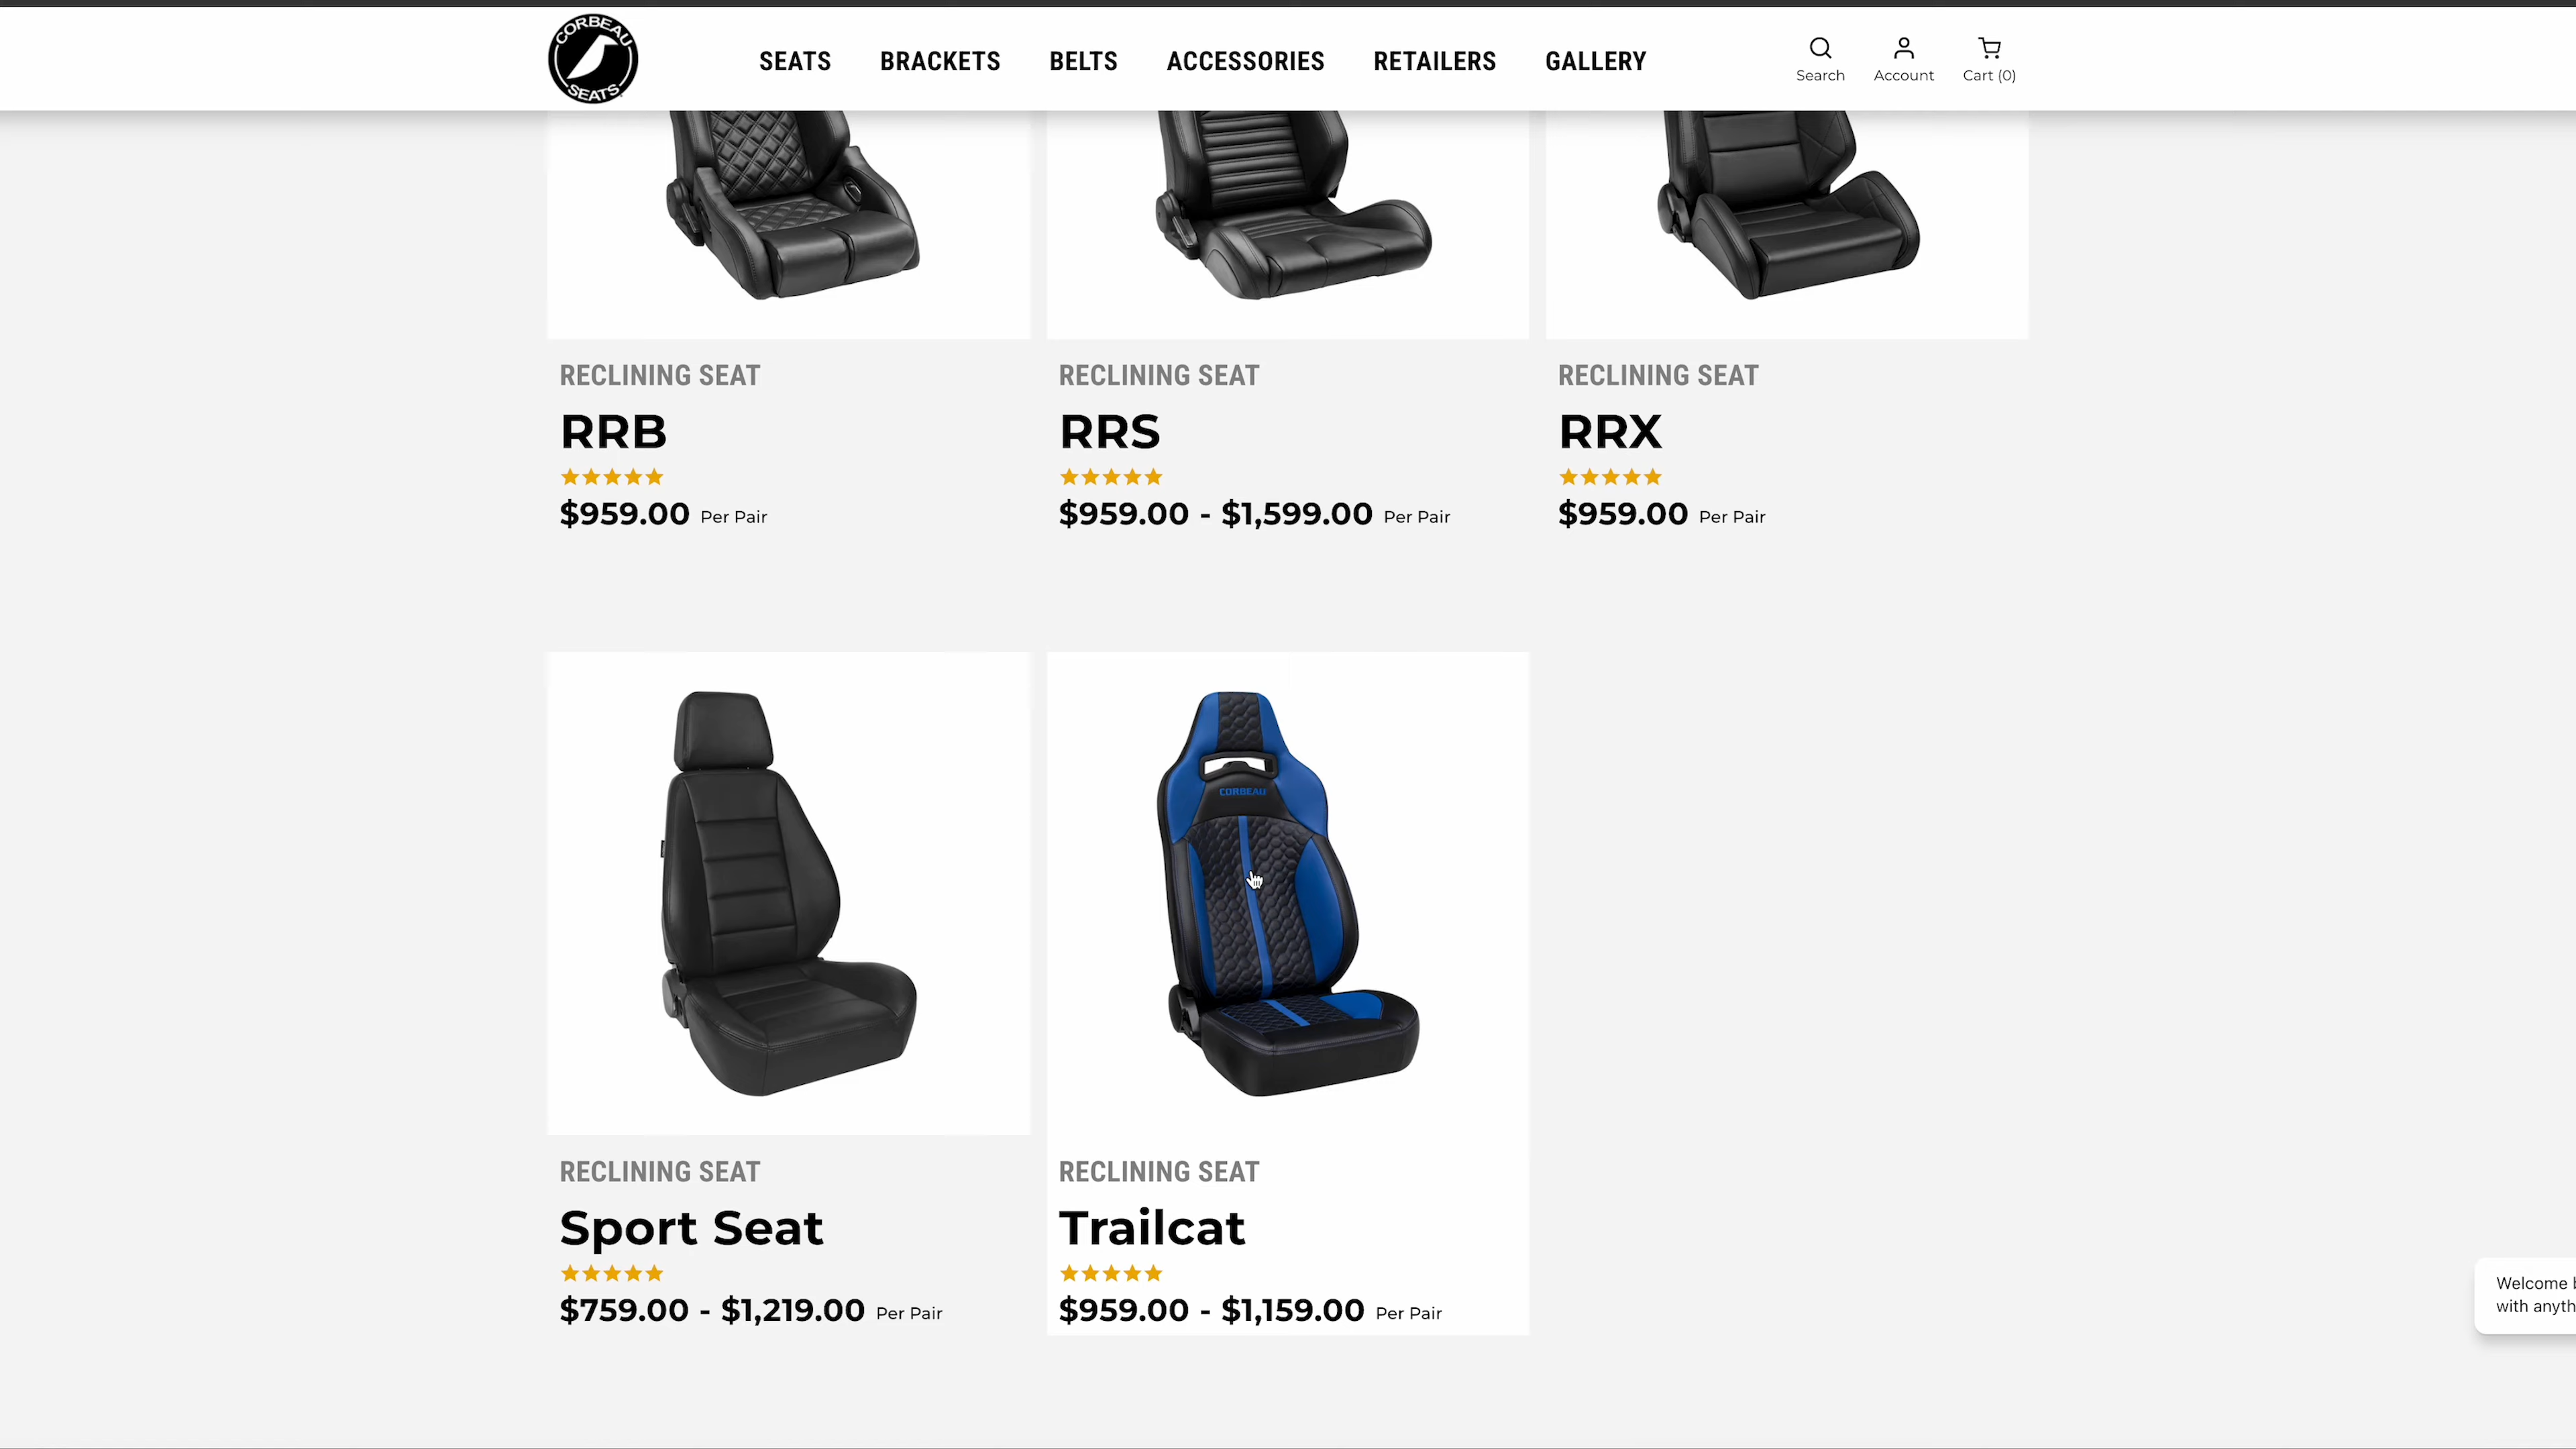 CORBEAU
SEATS
SEATS
BRACKETS
BELTS
ACCESSORIES
RETAILERS
GALLERY
Search
Account
Cart (0)
RECLINING SEAT
RRB
$959.00 Per Pair
RECLINING SEAT
RRS
$959.00 - $1,599.00 Per Pair
RECLINING SEAT
RRX
$959.00 Per Pair
CORBEAU
RECLINING SEAT
Sport Seat
$759.00 - $1,219.00 Per Pair
RECLINING SEAT
Trailcat
$959.00 - $1,159.00 Per Pair
Welcome
with